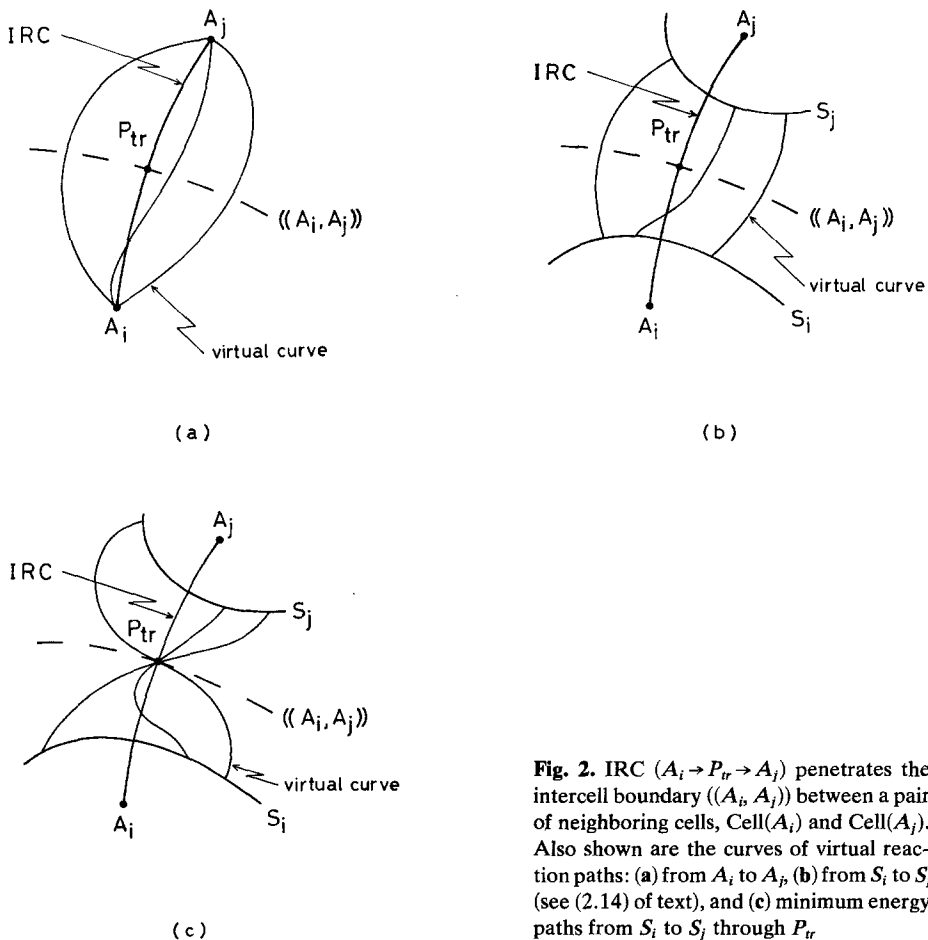 A_j
IRC
P_tr
((A_i, A_j))
A_i
virtual curve
(a)
A_j
IRC
S_j
P_tr
((A_i, A_j))
virtual curve
A_i
S_i
(b)
A_j
IRC
S_j
P_tr
((A_i, A_j))
virtual curve
A_i
S_i
(c)
Fig. 2. IRC (A_i → P_tr → A_j) penetrates the
intercell boundary ((A_i, A_j)) between a pair
of neighboring cells, Cell(A_i) and Cell(A_j).
Also shown are the curves of virtual reac-
tion paths: (a) from A_i to A_j, (b) from S_i to S_j
(see (2.14) of text), and (c) minimum energy
paths from S_i to S_j through P_tr